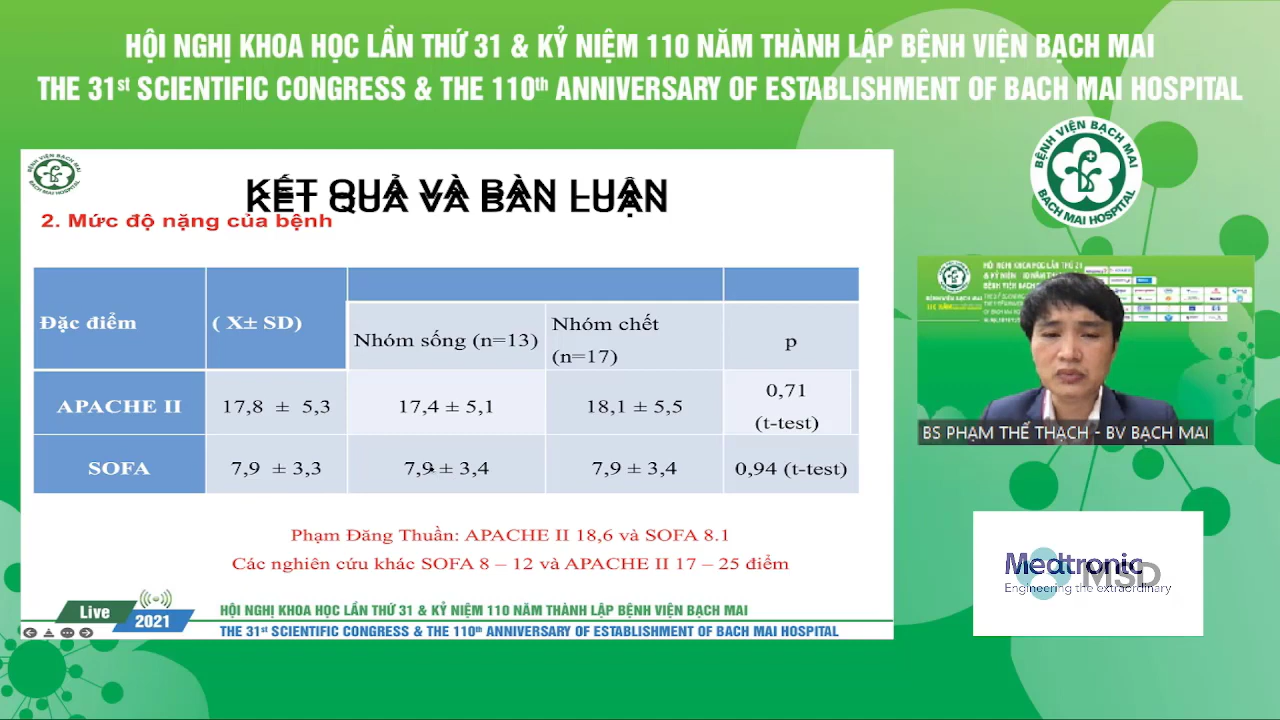 HỘI NGHỊ KHOA HỌC LẦN THỨ 31 & KỶ NIỆM 110 NĂM THÀNH LẬP BỆNH VIỆN BẠCH MAI
THE 31st SCIENTIFIC CONGRESS & THE 110th ANNIVERSARY OF ESTABLISHMENT OF BACH MAI HOSPITAL
BỆNH VIỆN BẠCH MAI
BACH MAI HOSPITAL
BỆNH VIỆN BẠCH MAI
BACH MAI HOSPITAL
KẾT QUẢ VÀ BÀN LUẬN
2. Mức độ nặng của bệnh
Đặc điểm
( X± SD)
Nhóm sống (n=13)
Nhóm chết
(n=17)
p
APACHE II
17,8 ± 5,3
17,4 ± 5,1
18,1 ± 5,5
0,71
(t-test)
SOFA
7,9 ± 3,3
7,9 ± 3,4
7,9 ± 3,4
0,94 (t-test)
Phạm Đăng Thuần: APACHE II 18,6 và SOFA 8.1
Các nghiên cứu khác SOFA 8 – 12 và APACHE II 17 – 25 điểm
Live
2021
HỘI NGHỊ KHOA HỌC LẦN THỨ 31 & KỶ NIỆM 110 NĂM THÀNH LẬP BỆNH VIỆN BẠCH MAI
THE 31st SCIENTIFIC CONGRESS & THE 110th ANNIVERSARY OF ESTABLISHMENT OF BACH MAI HOSPITAL
BS PHẠM THẾ THẠCH - BV BẠCH MAI
Medtronic
MSD
Engineering the extraordinary